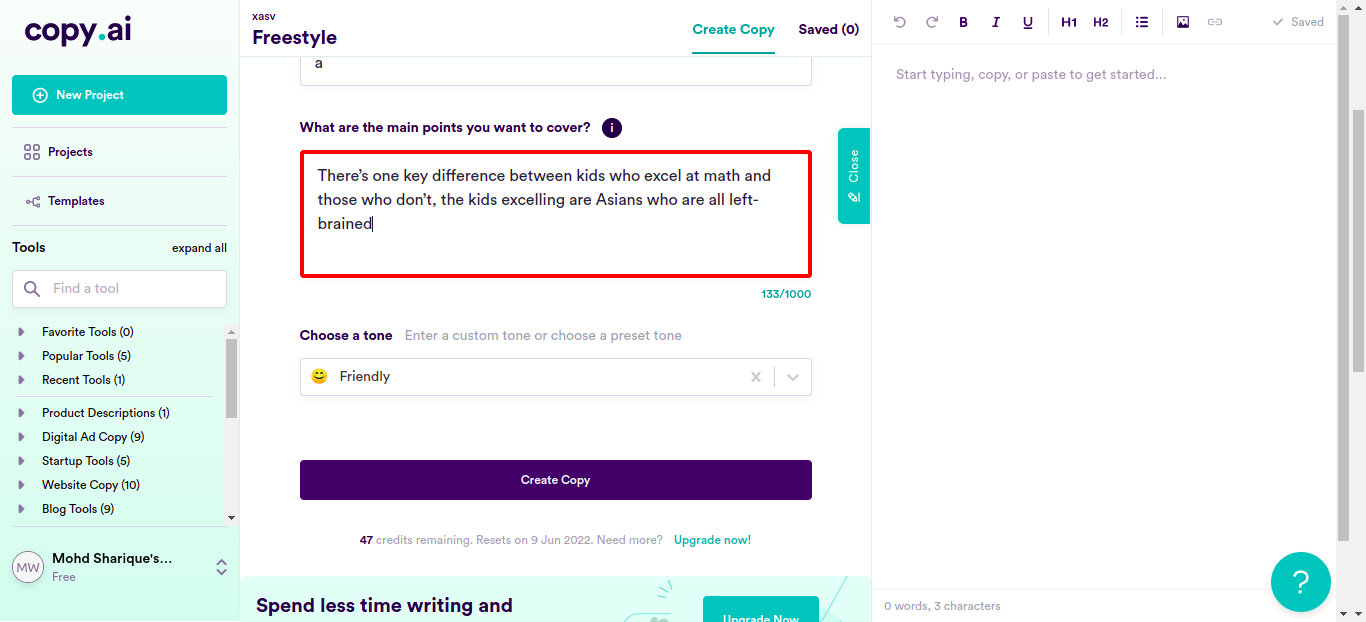 copy.ai
New Project
Projects
Templates
Tools
expand all
Find a tool
Favorite Tools (0)
Popular Tools (5)
Recent Tools (1)
Product Descriptions (1)
Digital Ad Copy (9)
Startup Tools (5)
Website Copy (10)
Blog Tools (9)
MW
Mohd Sharique's...
Free
xasv
Freestyle
Create Copy
Saved (0)
a
What are the main points you want to cover?
i
There’s one key difference between kids who excel at math and
those who don’t, the kids excelling are Asians who are all left-
brained
133/1000
Choose a tone Enter a custom tone or choose a preset tone
😊 Friendly
Create Copy
47 credits remaining. Resets on 9 Jun 2022. Need more? Upgrade now!
Spend less time writing and
Upgrade Now
Close
B I U H1 H2
Saved
Start typing, copy, or paste to get started...
0 words, 3 characters
?